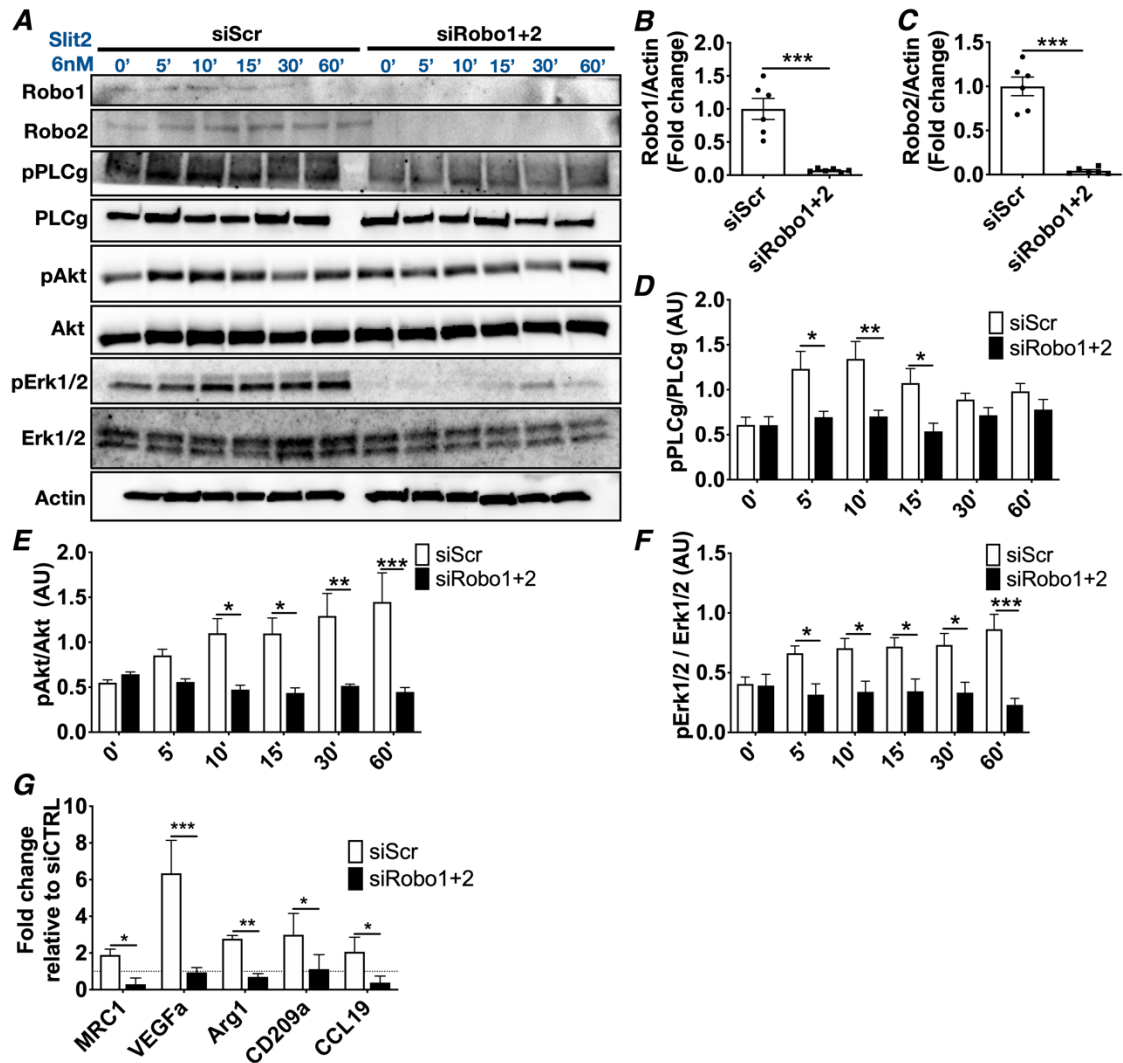 A
Slit2
6nM
siScr
siRobo1+2
0' 5' 10' 15' 30' 60' 0' 5' 10' 15' 30' 60'
Robo1
Robo2
pPLCg
PLCg
pAkt
Akt
pErk1/2
Erk1/2
Actin
B
Robo1/Actin
(Fold change)
2.0
1.5
1.0
0.5
0.0
***
siScr
siRobo1+2
C
Robo2/Actin
(Fold change)
1.5
1.0
0.5
0.0
***
siScr
siRobo1+2
D
pPLCg/PLCg (AU)
2.0
1.5
1.0
0.5
0.0
* ** *
siScr
siRobo1+2
0' 5' 10' 15' 30' 60'
E
pAkt/Akt (AU)
2.0
1.5
1.0
0.5
0.0
* * ** ***
siScr
siRobo1+2
0' 5' 10' 15' 30' 60'
F
pErk1/2 / Erk1/2 (AU)
1.5
1.0
0.5
0.0
* * * * ***
siScr
siRobo1+2
0' 5' 10' 15' 30' 60'
G
Fold change
relative to siCTRL
10
8
6
4
2
0
* *** ** * *
siScr
siRobo1+2
MRC1 VEGFa Arg1 CD209a CCL19